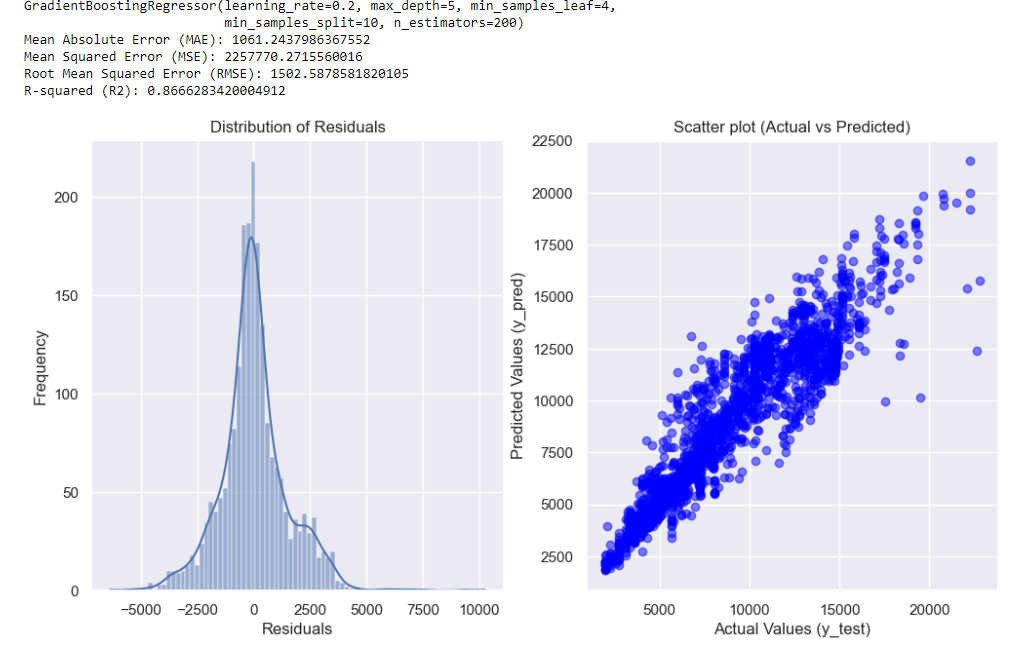 GradientBoostingRegressor(learning_rate=0.2, max_depth=5, min_samples_leaf=4,
min_samples_split=10, n_estimators=200)
Mean Absolute Error (MAE): 1061.2437986367552
Mean Squared Error (MSE): 2257770.2715560016
Root Mean Squared Error (RMSE): 1502.5878581820105
R-squared (R2): 0.8666283420004912
Distribution of Residuals
200
150
100
50
0
Frequency
−5000 −2500 0 2500 5000 7500 10000
Residuals
Scatter plot (Actual vs Predicted)
22500
20000
17500
15000
12500
10000
7500
5000
2500
Predicted Values (y_pred)
5000 10000 15000 20000
Actual Values (y_test)